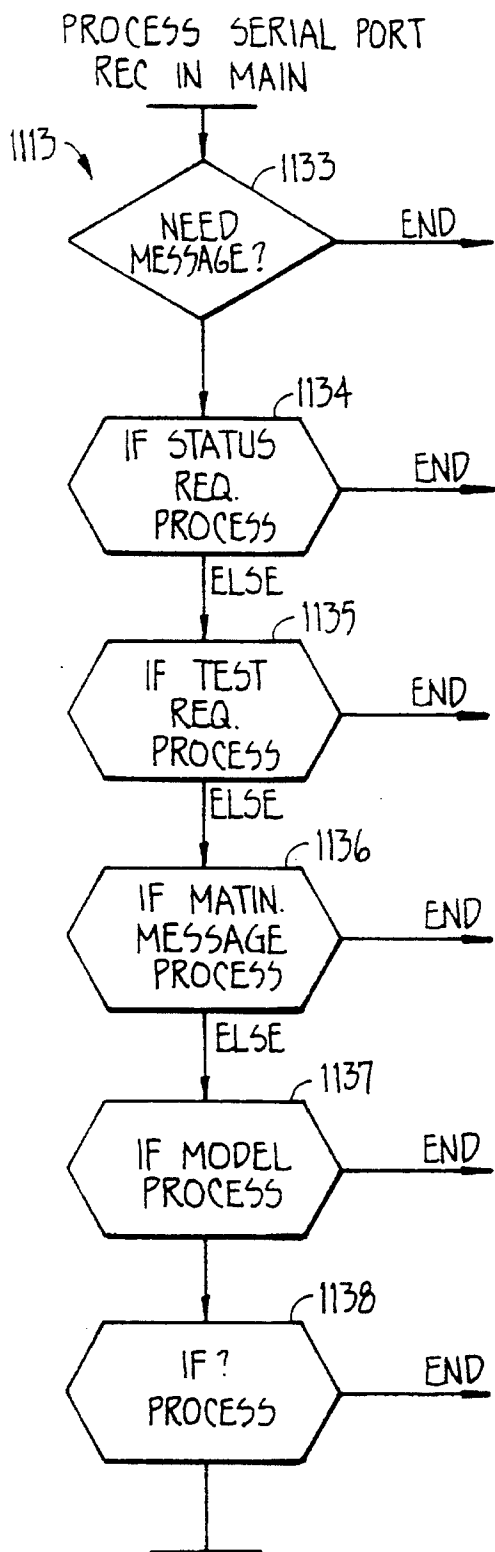 PROCESS SERIAL PORT
REC IN MAIN
1113
1133
NEED
MESSAGE?
END
1134
IF STATUS
REQ.
PROCESS
END
ELSE
1135
IF TEST
REQ.
PROCESS
END
ELSE
1136
IF MATIN.
MESSAGE
PROCESS
END
ELSE
1137
IF MODEL
PROCESS
END
1138
IF ?
PROCESS
END